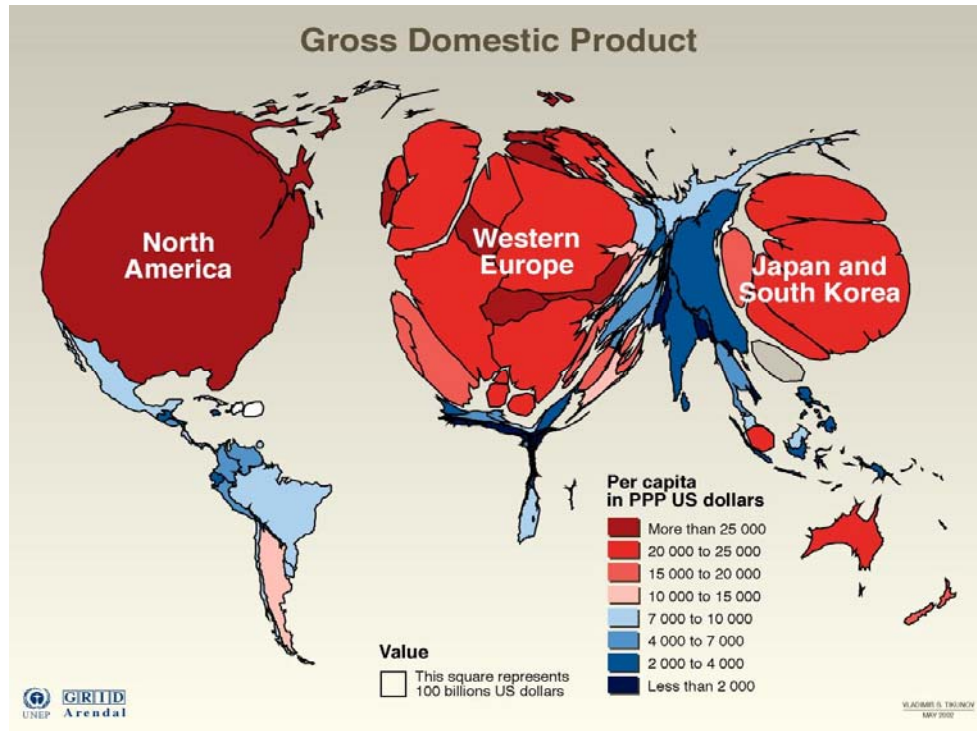 Gross Domestic Product
North
America
Western
Europe
Japan and
South Korea
Per capita
in PPP US dollars
More than 25 000
20 000 to 25 000
15 000 to 20 000
10 000 to 15 000
7 000 to 10 000
4 000 to 7 000
2 000 to 4 000
Less than 2 000
Value
This square represents
100 billions US dollars
UNEP
GRID
Arendal
VLADIMIR S. TIKUNOV
MAY 2002